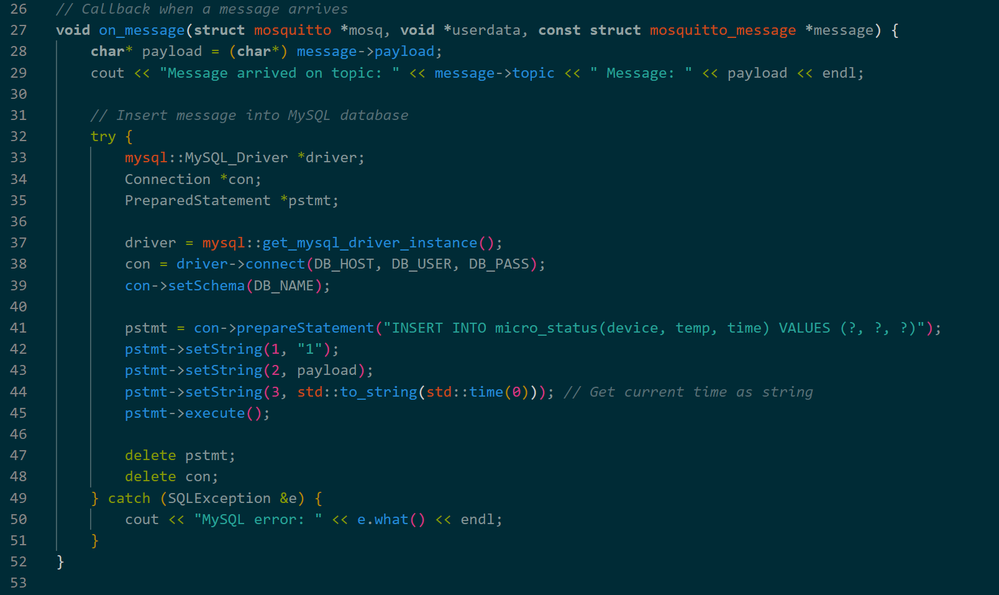 26 // Callback when a message arrives
27 void on_message(struct mosquitto *mosq, void *userdata, const struct mosquitto_message *message) {
28     char* payload = (char*) message->payload;
29     cout << "Message arrived on topic: " << message->topic << " Message: " << payload << endl;
30
31     // Insert message into MySQL database
32     try {
33         mysql::MySQL_Driver *driver;
34         Connection *con;
35         PreparedStatement *pstmt;
36
37         driver = mysql::get_mysql_driver_instance();
38         con = driver->connect(DB_HOST, DB_USER, DB_PASS);
39         con->setSchema(DB_NAME);
40
41         pstmt = con->prepareStatement("INSERT INTO micro_status(device, temp, time) VALUES (?, ?, ?)");
42         pstmt->setString(1, "1");
43         pstmt->setString(2, payload);
44         pstmt->setString(3, std::to_string(std::time(0))); // Get current time as string
45         pstmt->execute();
46
47         delete pstmt;
48         delete con;
49     } catch (SQLException &e) {
50         cout << "MySQL error: " << e.what() << endl;
51     }
52 }
53